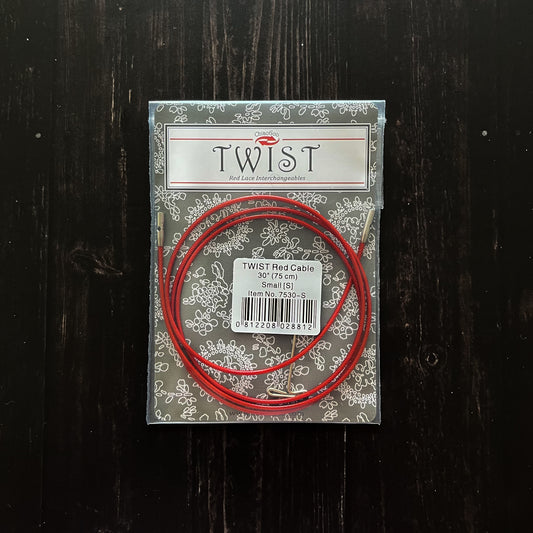 ChiaoGoo
TWIST
Red Lace Interchangeables
TWIST Red Cable
30" (75 cm)
Small [S]
Item No. 7530-S
0 812208 028812